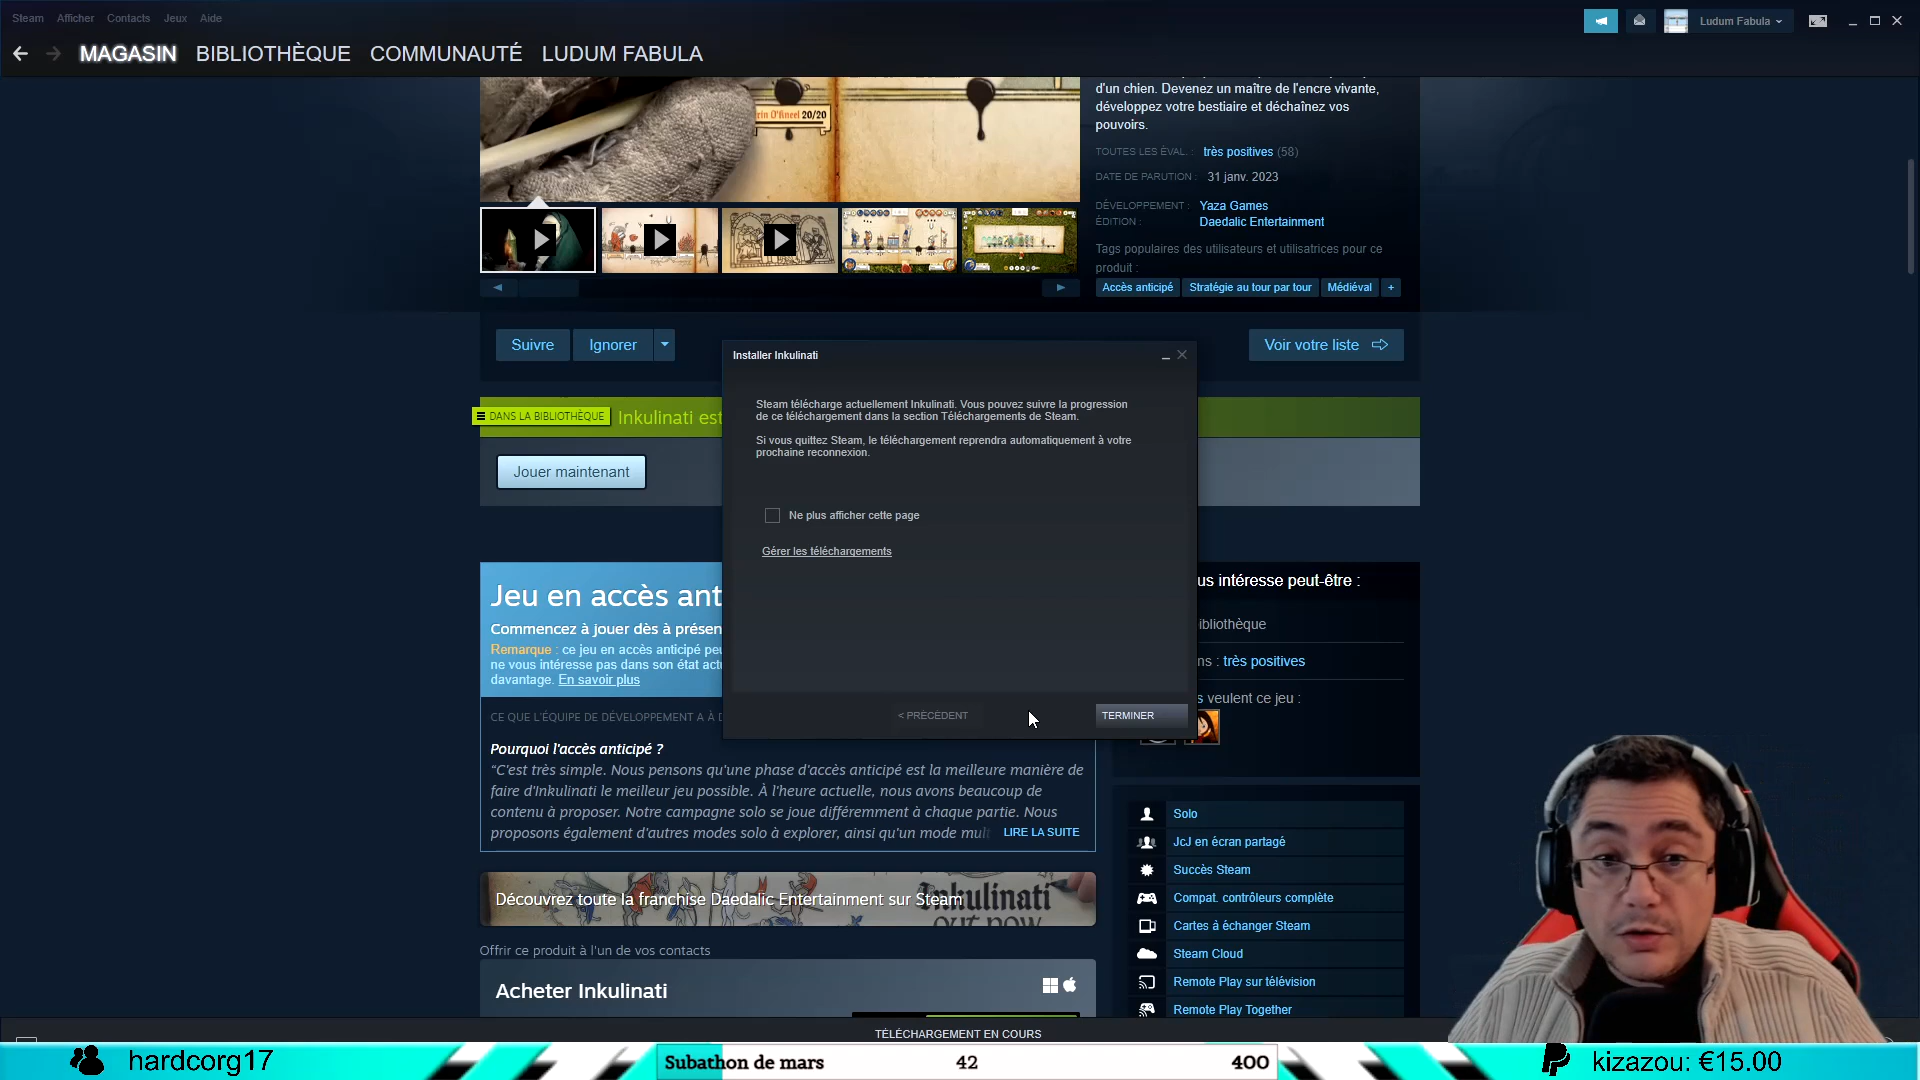 Steam Afficher Contacts Jeux Aide
Ludum Fabula
MAGASIN BIBLIOTHÈQUE COMMUNAUTÉ LUDUM FABULA
d'un chien. Devenez un maître de l'encre vivante,
développez votre bestiaire et déchaînez vos
pouvoirs.
rin O'fineel 20/20
TOUTES LES ÉVAL. : très positives (58)
DATE DE PARUTION : 31 janv. 2023
DÉVELOPPEMENT : Yaza Games
ÉDITION : Daedalic Entertainment
Tags populaires des utilisateurs et utilisatrices pour ce
produit :
Accès anticipé Stratégie au tour par tour Médiéval +
Suivre Ignorer
Voir votre liste
Installer Inkulinati
Steam télécharge actuellement Inkulinati. Vous pouvez suivre la progression
de ce téléchargement dans la section Téléchargements de Steam.
Si vous quittez Steam, le téléchargement reprendra automatiquement à votre
prochaine reconnexion.
Ne plus afficher cette page
Gérer les téléchargements
< PRÉCÉDENT TERMINER
DANS LA BIBLIOTHÈQUE Inkulinati est
Jouer maintenant
Jeu en accès ant
Commencez à jouer dès à présen
Remarque : ce jeu en accès anticipé peu
ne vous intéresse pas dans son état actu
davantage. En savoir plus
CE QUE L'ÉQUIPE DE DÉVELOPPEMENT A À D
Pourquoi l'accès anticipé ?
“C'est très simple. Nous pensons qu'une phase d'accès anticipé est la meilleure manière de
faire d'Inkulinati le meilleur jeu possible. À l'heure actuelle, nous avons beaucoup de
contenu à proposer. Notre campagne solo se joue différemment à chaque partie. Nous
proposons également d'autres modes solo à explorer, ainsi qu'un mode mult LIRE LA SUITE
us intéresse peut-être :
ibliothèque
ns : très positives
s veulent ce jeu :
Solo
JcJ en écran partagé
Succès Steam
Compat. contrôleurs complète
Cartes à échanger Steam
Steam Cloud
Remote Play sur télévision
Remote Play Together
Découvrez toute la franchise Daedalic Entertainment sur Steam
Inkulinati
OUT NOW
Offrir ce produit à l'un de vos contacts
Acheter Inkulinati
TÉLÉCHARGEMENT EN COURS
hardcorg17
Subathon de mars 42 400
kizazou: €15.00